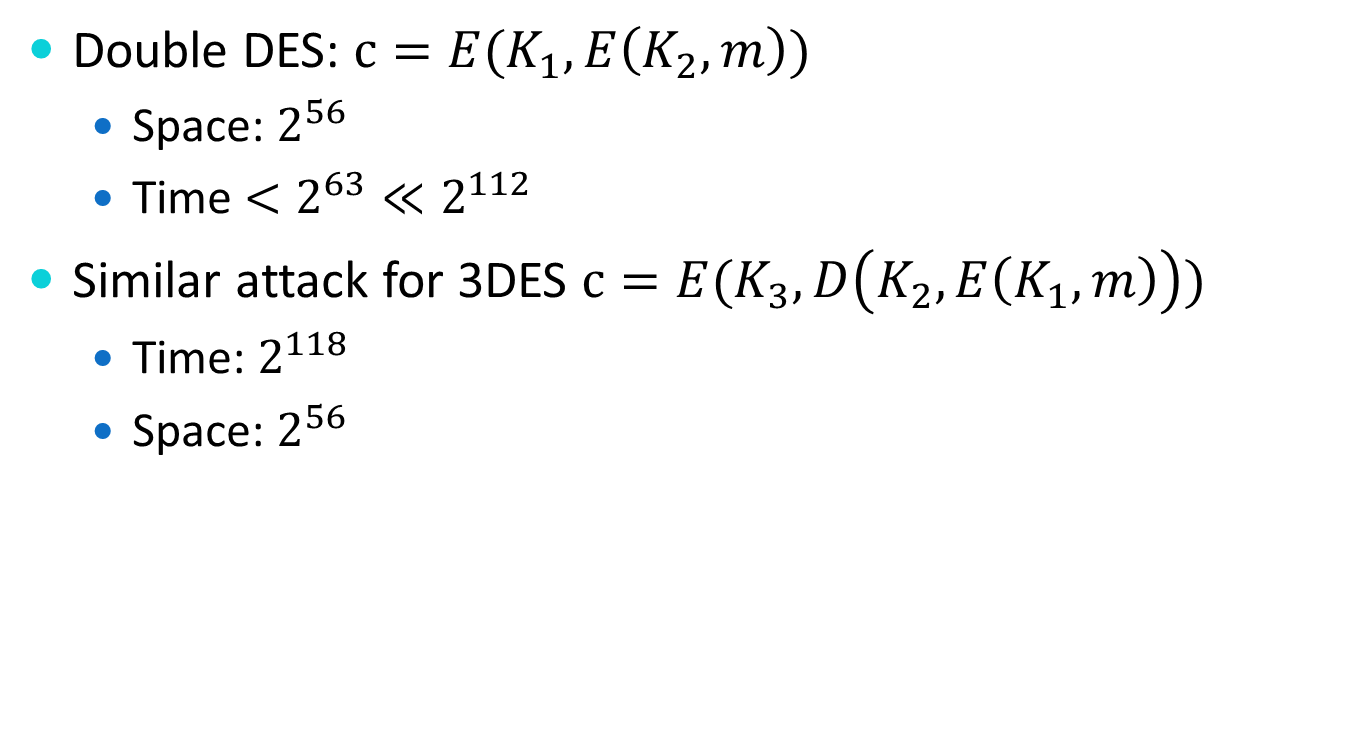 • Double DES: c = E(K₁, E(K₂, m))
• Space: 2⁵⁶
• Time < 2⁶³ ≪ 2¹¹²
• Similar attack for 3DES c = E(K₃, D(K₂, E(K₁, m)))
• Time: 2¹¹⁸
• Space: 2⁵⁶